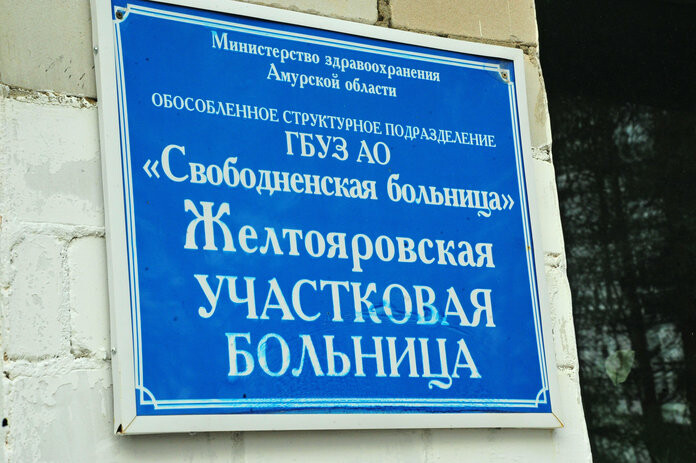 Министерство здравоохранения
Амурской области
ОБОСОБЛЕННОЕ СТРУКТУРНОЕ ПОДРАЗДЕЛЕНИЕ
ГБУЗ АО
«Свободненская больница»
Желтояровская
УЧАСТКОВАЯ
БОЛЬНИЦА